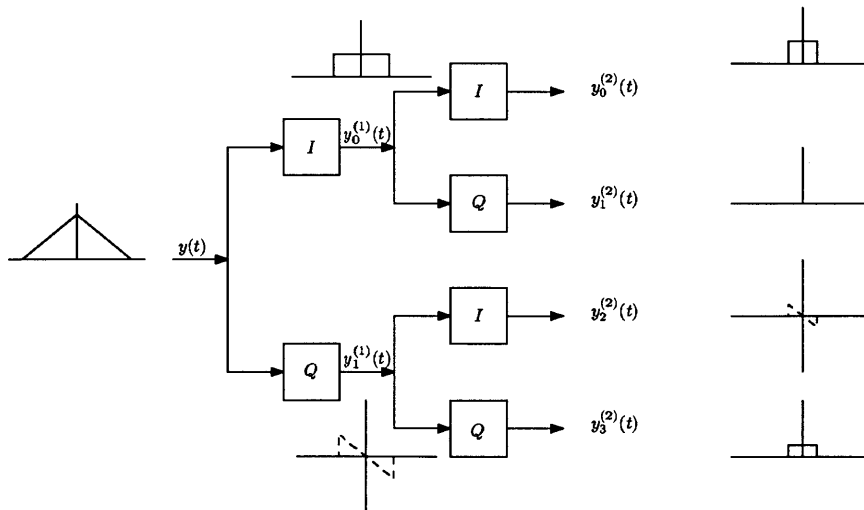 I
y_0^{(2)}(t)
I
y_0^{(1)}(t)
Q
y_1^{(2)}(t)
y(t)
I
y_2^{(2)}(t)
Q
y_1^{(1)}(t)
Q
y_3^{(2)}(t)